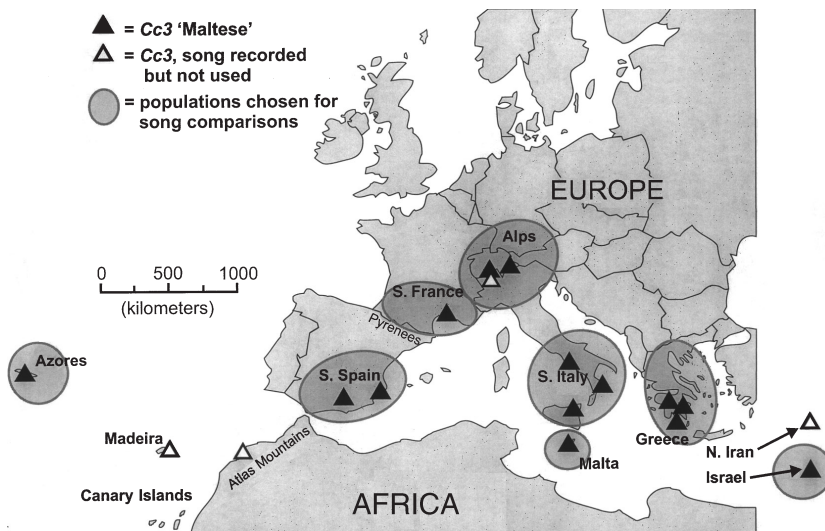 = Cc3 ‘Maltese’
= Cc3, song recorded
but not used
= populations chosen for
song comparisons
EUROPE
Alps
0 500 1000
(kilometers)
S. France
Pyrenees
Azores
S. Spain
S. Italy
Madeira
Atlas Mountains
Greece
N. Iran
Malta
Israel
Canary Islands
AFRICA